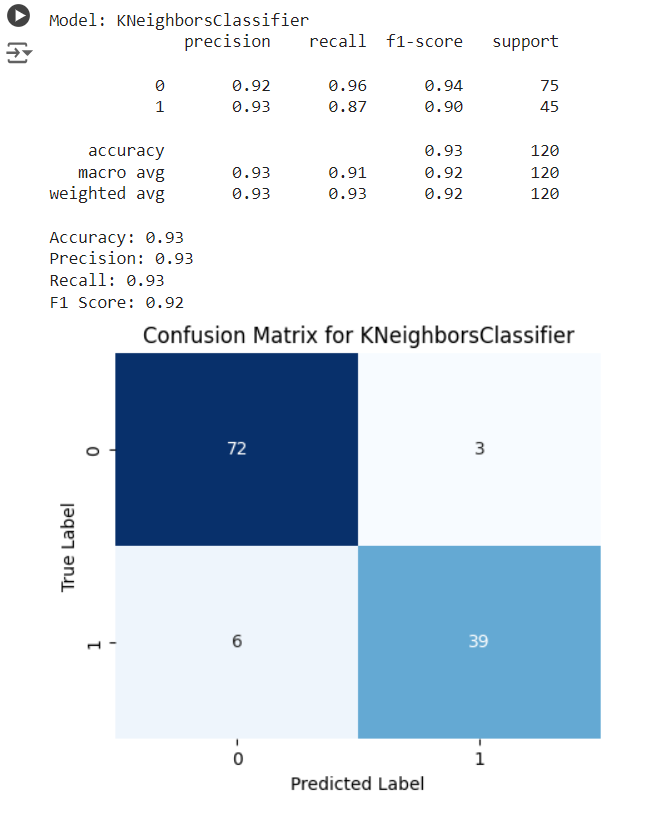 Model: KNeighborsClassifier
precision recall f1-score support
0 0.92 0.96 0.94 75
1 0.93 0.87 0.90 45
accuracy 0.93 120
macro avg 0.93 0.91 0.92 120
weighted avg 0.93 0.93 0.92 120
Accuracy: 0.93
Precision: 0.93
Recall: 0.93
F1 Score: 0.92
Confusion Matrix for KNeighborsClassifier
True Label
0
72 3
1
6 39
0 1
Predicted Label